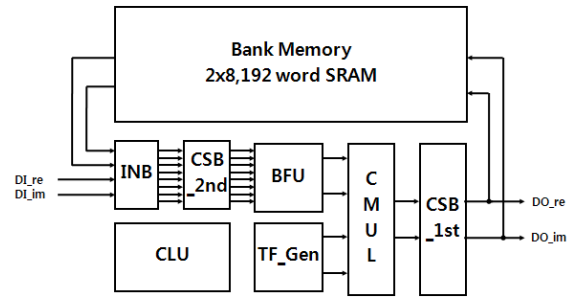 Bank Memory
2x8,192 word SRAM
INB
CSB
_2nd
BFU
C
M
U
L
CSB
_1st
DI_re
DI_im
DO_re
DO_im
CLU
TF_Gen